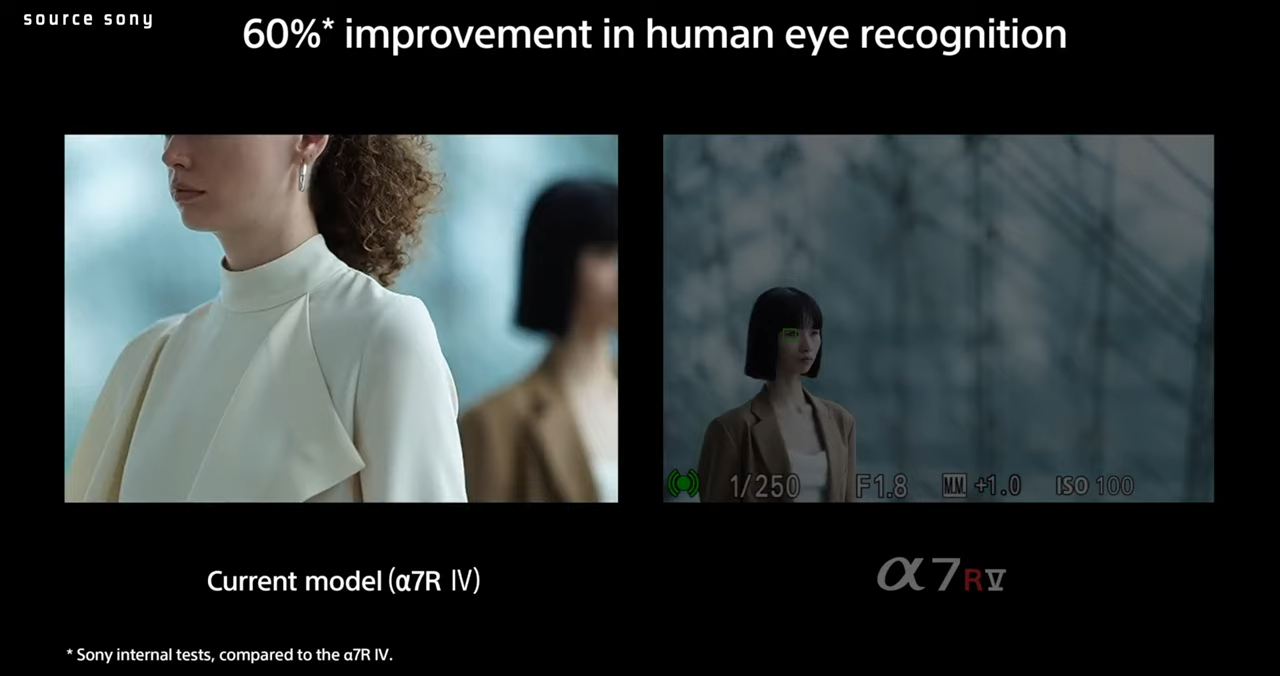 source sony
60%* improvement in human eye recognition
1/250 F1.8 M.M. +1.0 ISO 100
Current model (α7R IV)
α7RV
* Sony internal tests, compared to the α7R IV.